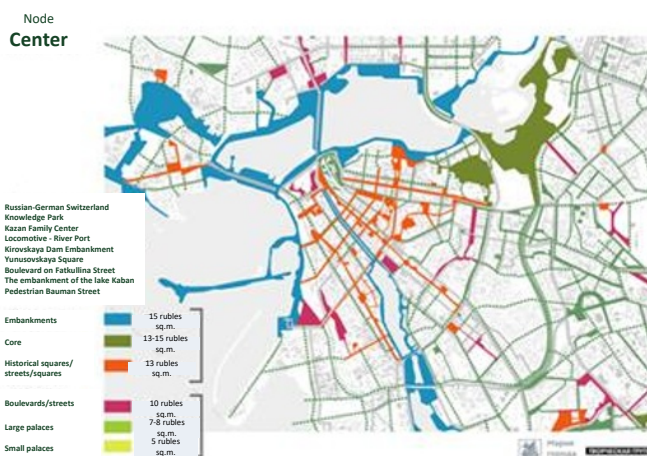 Node
Center
Russian-German Switzerland
Knowledge Park
Kazan Family Center
Locomotive - River Port
Kirovskaya Dam Embankment
Yunusovskaya Square
Boulevard on Fatkullina Street
The embankment of the lake Kaban
Pedestrian Bauman Street
Embankments
15 rubles
sq.m.
Core
13-15 rubles
sq.m.
Historical squares/
streets/squares
13 rubles
sq.m.
Boulevards/streets
10 rubles
sq.m.
Large palaces
7-8 rubles
sq.m.
Small palaces
5 rubles
sq.m.
Мария
города